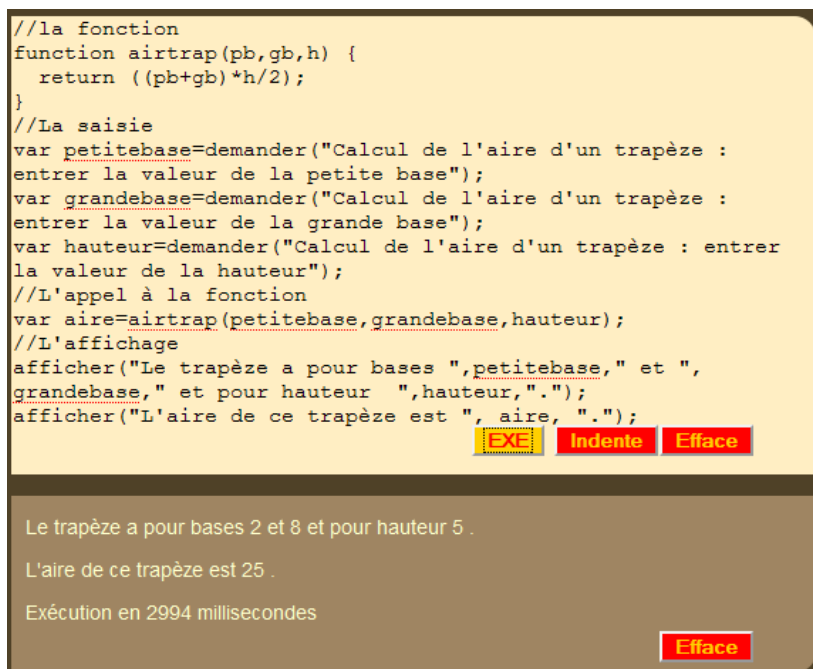 //la fonction
function airtrap(pb,gb,h) {
  return ((pb+gb)*h/2);
}
//La saisie
var petitebase=demander("Calcul de l'aire d'un trapèze :
entrer la valeur de la petite base");
var grandebase=demander("Calcul de l'aire d'un trapèze :
entrer la valeur de la grande base");
var hauteur=demander("Calcul de l'aire d'un trapèze : entrer
la valeur de la hauteur");
//L'appel à la fonction
var aire=airtrap(petitebase,grandebase,hauteur);
//L'affichage
afficher("Le trapèze a pour bases ",petitebase," et ",
grandebase," et pour hauteur  ",hauteur,".");
afficher("L'aire de ce trapèze est ", aire, ".");
EXE Indente Efface
Le trapèze a pour bases 2 et 8 et pour hauteur 5 .
L'aire de ce trapèze est 25 .
Exécution en 2994 millisecondes
Efface